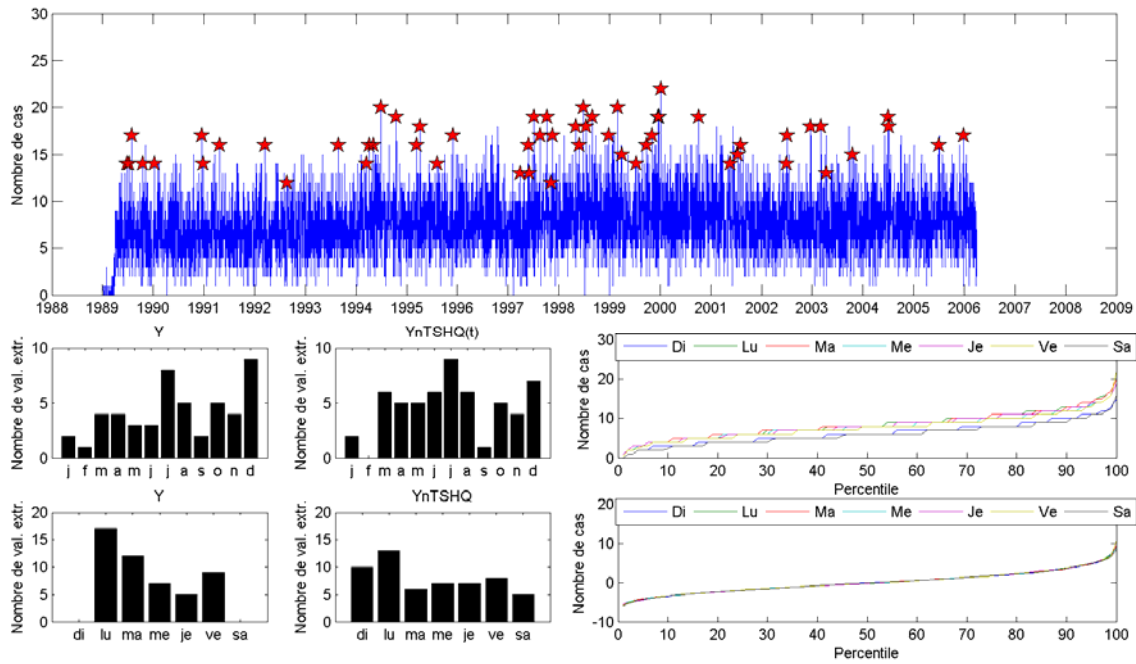 30
25
20
15
10
5
0
Nombre de cas
1988 1989 1990 1991 1992 1993 1994 1995 1996 1997 1998 1999 2000 2001 2002 2003 2004 2005 2006 2007 2008 2009
Y
10
5
0
Nombre de val. extr.
j f m a m j j a s o n d
YnTSHQ(t)
10
5
0
Nombre de val. extr.
j f m a m j j a s o n d
30
20
10
0
Nombre de cas
Di Lu Ma Me Je Ve Sa
0 10 20 30 40 50 60 70 80 90 100
Percentile
Y
20
15
10
5
0
Nombre de val. extr.
di lu ma me je ve sa
YnTSHQ
20
15
10
5
0
Nombre de val. extr.
di lu ma me je ve sa
20
10
0
-10
Nombre de cas
Di Lu Ma Me Je Ve Sa
0 10 20 30 40 50 60 70 80 90 100
Percentile